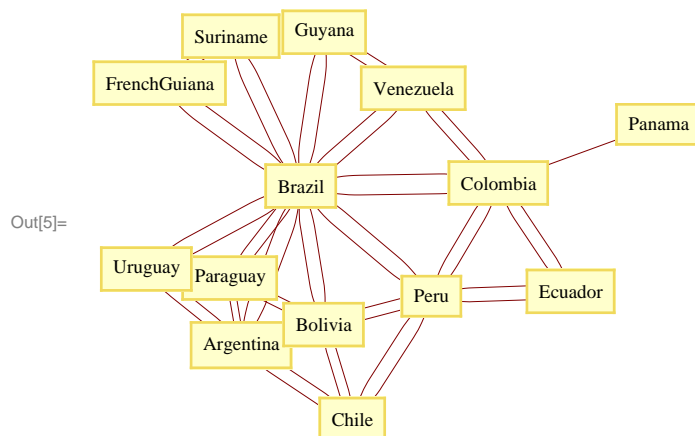 Guyana
Suriname
FrenchGuiana
Venezuela
Panama
Brazil
Colombia
Out[5]=
Uruguay
Paraguay
Peru
Ecuador
Bolivia
Argentina
Chile